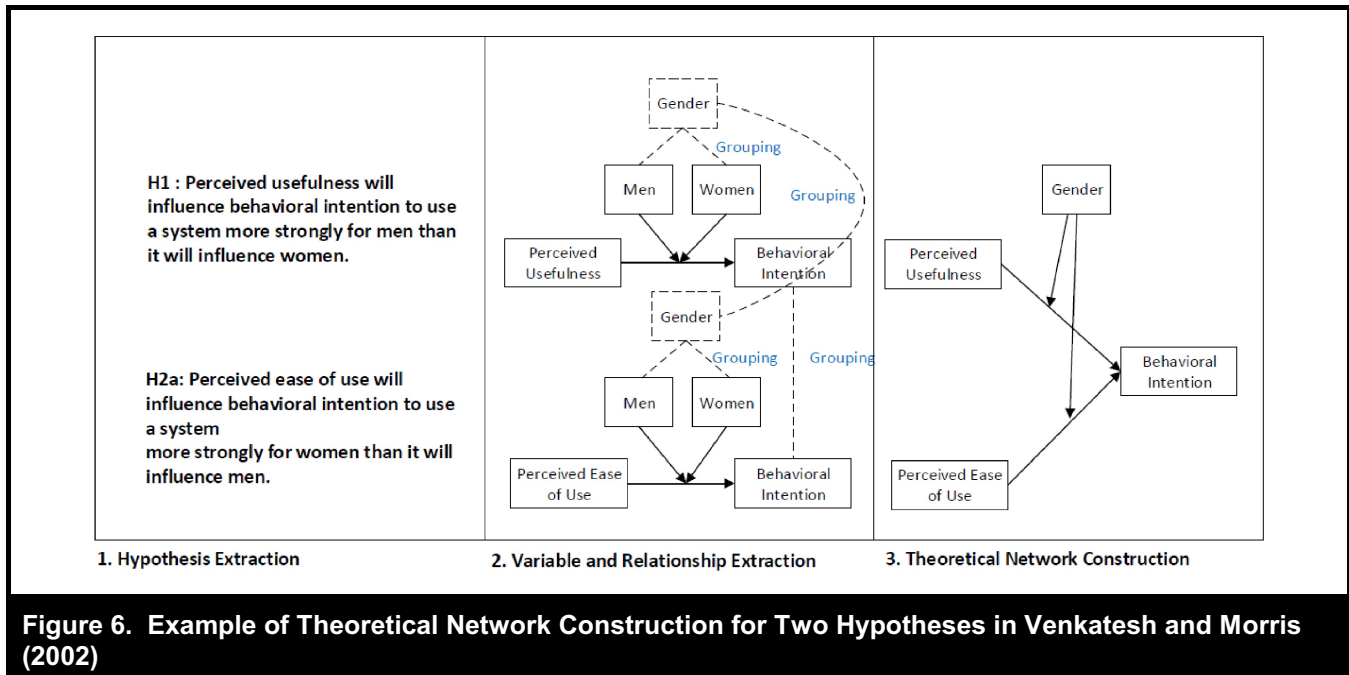 H1 : Perceived usefulness will
influence behavioral intention to use
a system more strongly for men than
it will influence women.
H2a: Perceived ease of use will
influence behavioral intention to use
a system
more strongly for women than it will
influence men.
1. Hypothesis Extraction
Gender
Grouping
Men
Women
Grouping
Perceived
Usefulness
Behavioral
Intention
Gender
Grouping
Grouping
Men
Women
Perceived Ease
of Use
Behavioral
Intention
2. Variable and Relationship Extraction
Gender
Perceived
Usefulness
Behavioral
Intention
Perceived Ease
of Use
3. Theoretical Network Construction
Figure 6. Example of Theoretical Network Construction for Two Hypotheses in Venkatesh and Morris
(2002)